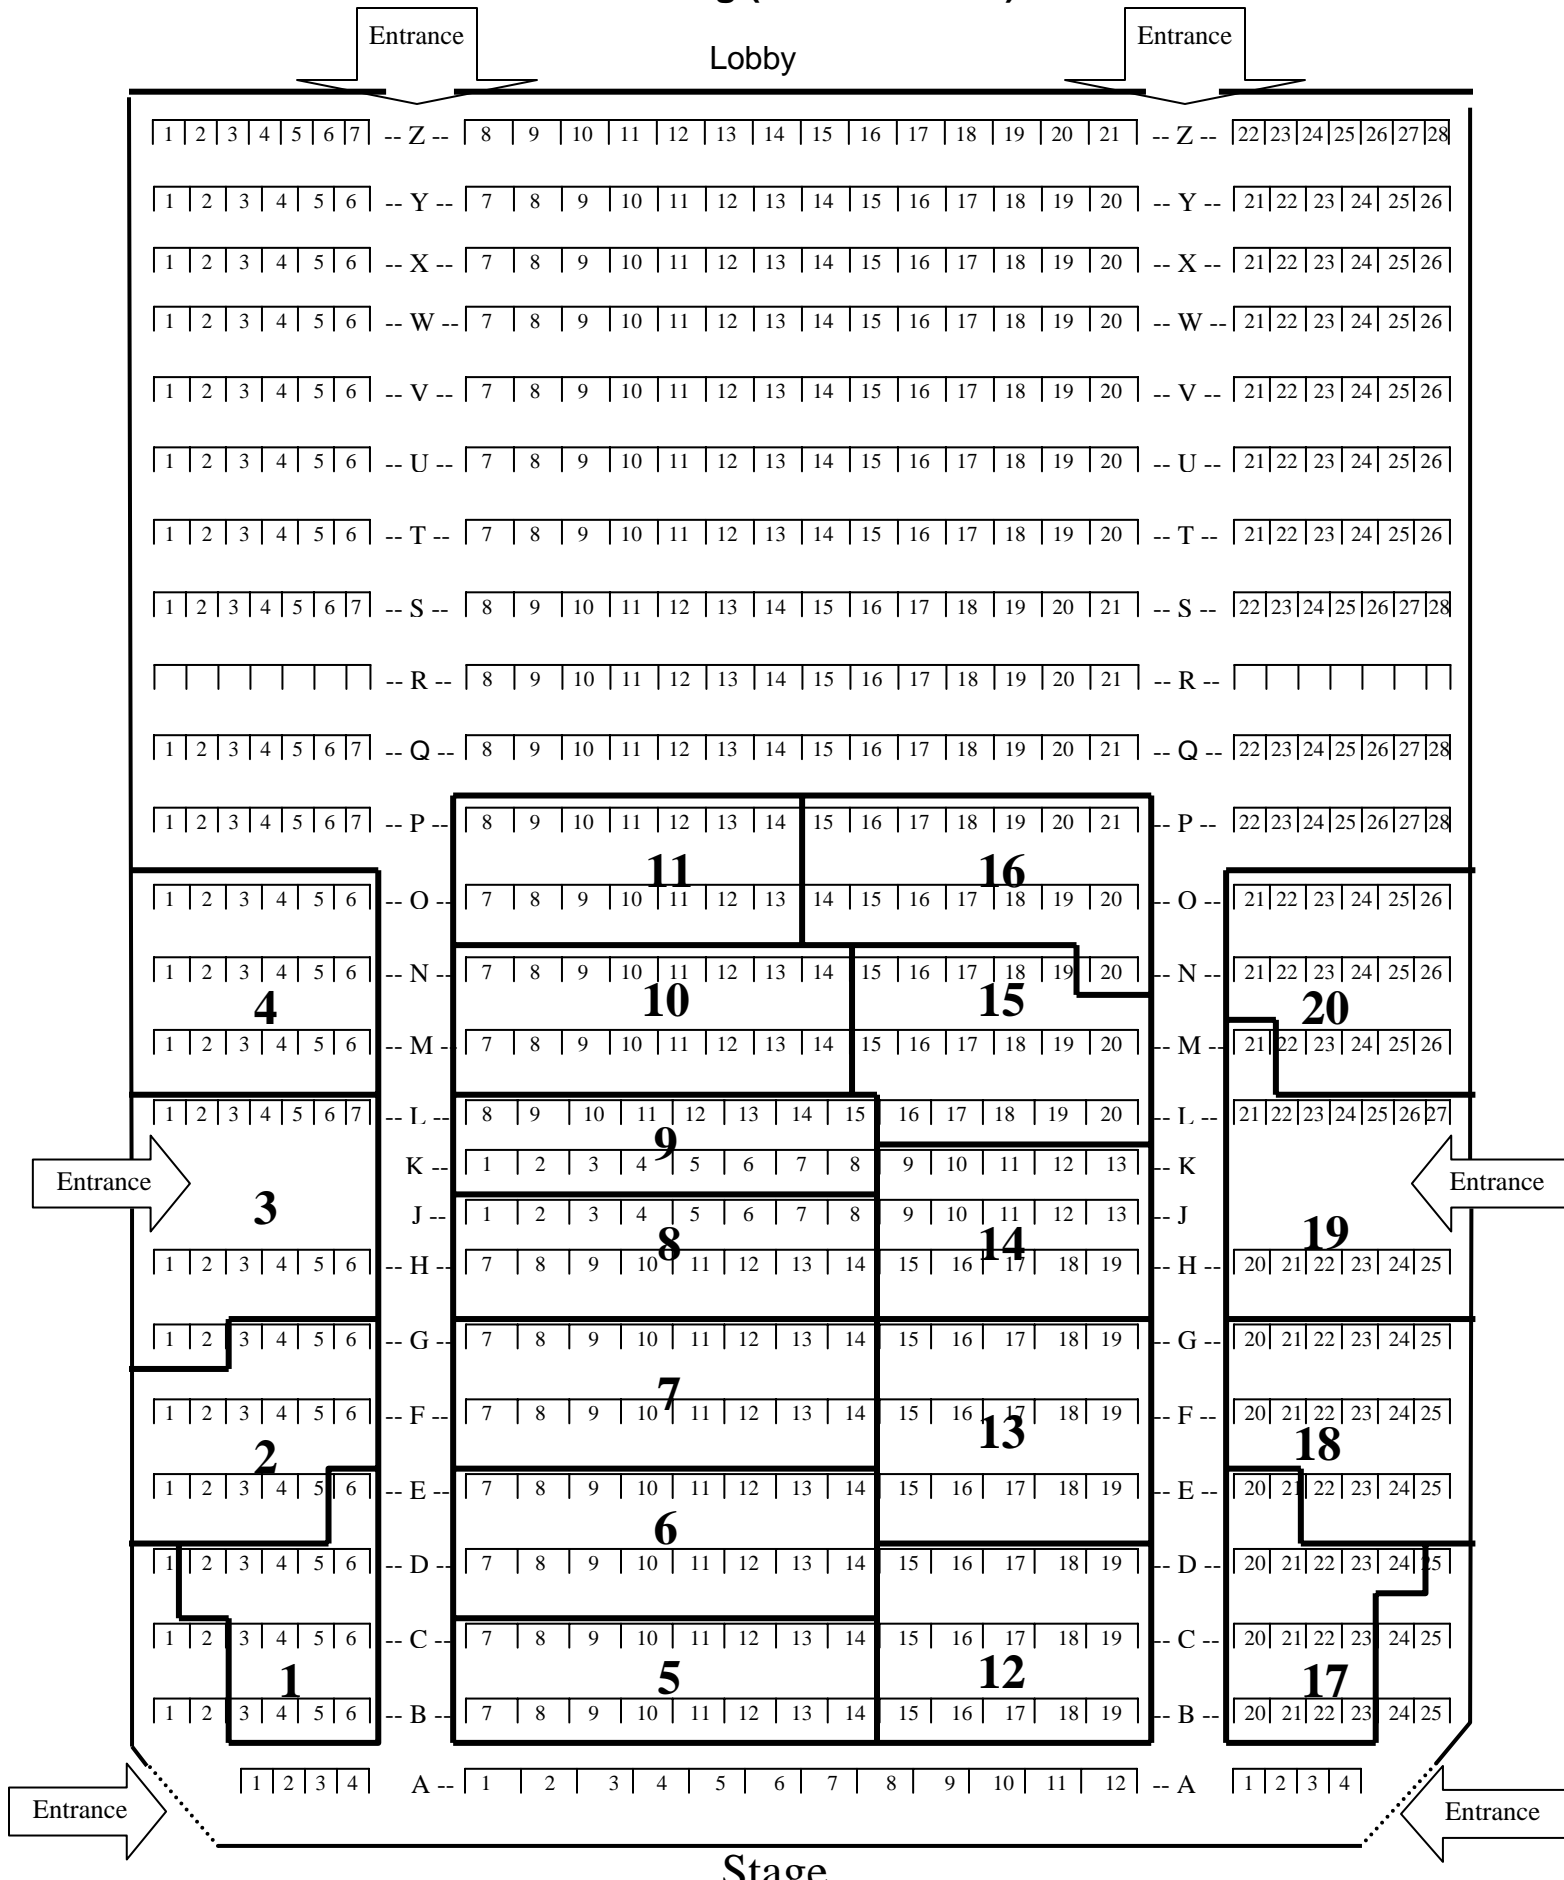 Entrance Entrance
Lobby
1 2 3 4 5 6 7 -- Z -- 8 9 10 11 12 13 14 15 16 17 18 19 20 21 -- Z -- 22 23 24 25 26 27 28
1 2 3 4 5 6 -- Y -- 7 8 9 10 11 12 13 14 15 16 17 18 19 20 -- Y -- 21 22 23 24 25 26
1 2 3 4 5 6 -- X -- 7 8 9 10 11 12 13 14 15 16 17 18 19 20 -- X -- 21 22 23 24 25 26
1 2 3 4 5 6 -- W -- 7 8 9 10 11 12 13 14 15 16 17 18 19 20 -- W -- 21 22 23 24 25 26
1 2 3 4 5 6 -- V -- 7 8 9 10 11 12 13 14 15 16 17 18 19 20 -- V -- 21 22 23 24 25 26
1 2 3 4 5 6 -- U -- 7 8 9 10 11 12 13 14 15 16 17 18 19 20 -- U -- 21 22 23 24 25 26
1 2 3 4 5 6 -- T -- 7 8 9 10 11 12 13 14 15 16 17 18 19 20 -- T -- 21 22 23 24 25 26
1 2 3 4 5 6 7 -- S -- 8 9 10 11 12 13 14 15 16 17 18 19 20 21 -- S -- 22 23 24 25 26 27 28
-- R -- 8 9 10 11 12 13 14 15 16 17 18 19 20 21 -- R --
1 2 3 4 5 6 7 -- Q -- 8 9 10 11 12 13 14 15 16 17 18 19 20 21 -- Q -- 22 23 24 25 26 27 28
1 2 3 4 5 6 7 -- P -- 8 9 10 11 12 13 14 15 16 17 18 19 20 21 -- P -- 22 23 24 25 26 27 28
11 16
1 2 3 4 5 6 -- O -- 7 8 9 10 11 12 13 14 15 16 17 18 19 20 -- O -- 21 22 23 24 25 26
1 2 3 4 5 6 -- N -- 7 8 9 10 11 12 13 14 15 16 17 18 19 20 -- N -- 21 22 23 24 25 26
4 10 15 20
1 2 3 4 5 6 -- M -- 7 8 9 10 11 12 13 14 15 16 17 18 19 20 -- M -- 21 22 23 24 25 26
1 2 3 4 5 6 7 -- L -- 8 9 10 11 12 13 14 15 16 17 18 19 20 -- L -- 21 22 23 24 25 26 27
9
K -- 1 2 3 4 5 6 7 8 9 10 11 12 13 -- K
Entrance Entrance
3
J -- 1 2 3 4 5 6 7 8 9 10 11 12 13 -- J
8 14 19
1 2 3 4 5 6 -- H -- 7 8 9 10 11 12 13 14 15 16 17 18 19 -- H -- 20 21 22 23 24 25
1 2 3 4 5 6 -- G -- 7 8 9 10 11 12 13 14 15 16 17 18 19 -- G -- 20 21 22 23 24 25
7
1 2 3 4 5 6 -- F -- 7 8 9 10 11 12 13 14 15 16 17 18 19 -- F -- 20 21 22 23 24 25
2 13 18
1 2 3 4 5 6 -- E -- 7 8 9 10 11 12 13 14 15 16 17 18 19 -- E -- 20 21 22 23 24 25
6
1 2 3 4 5 6 -- D -- 7 8 9 10 11 12 13 14 15 16 17 18 19 -- D -- 20 21 22 23 24 25
1 2 3 4 5 6 -- C -- 7 8 9 10 11 12 13 14 15 16 17 18 19 -- C -- 20 21 22 23 24 25
1 5 12 17
1 2 3 4 5 6 -- B -- 7 8 9 10 11 12 13 14 15 16 17 18 19 -- B -- 20 21 22 23 24 25
1 2 3 4 A -- 1 2 3 4 5 6 7 8 9 10 11 12 -- A 1 2 3 4
Entrance Entrance
Stage